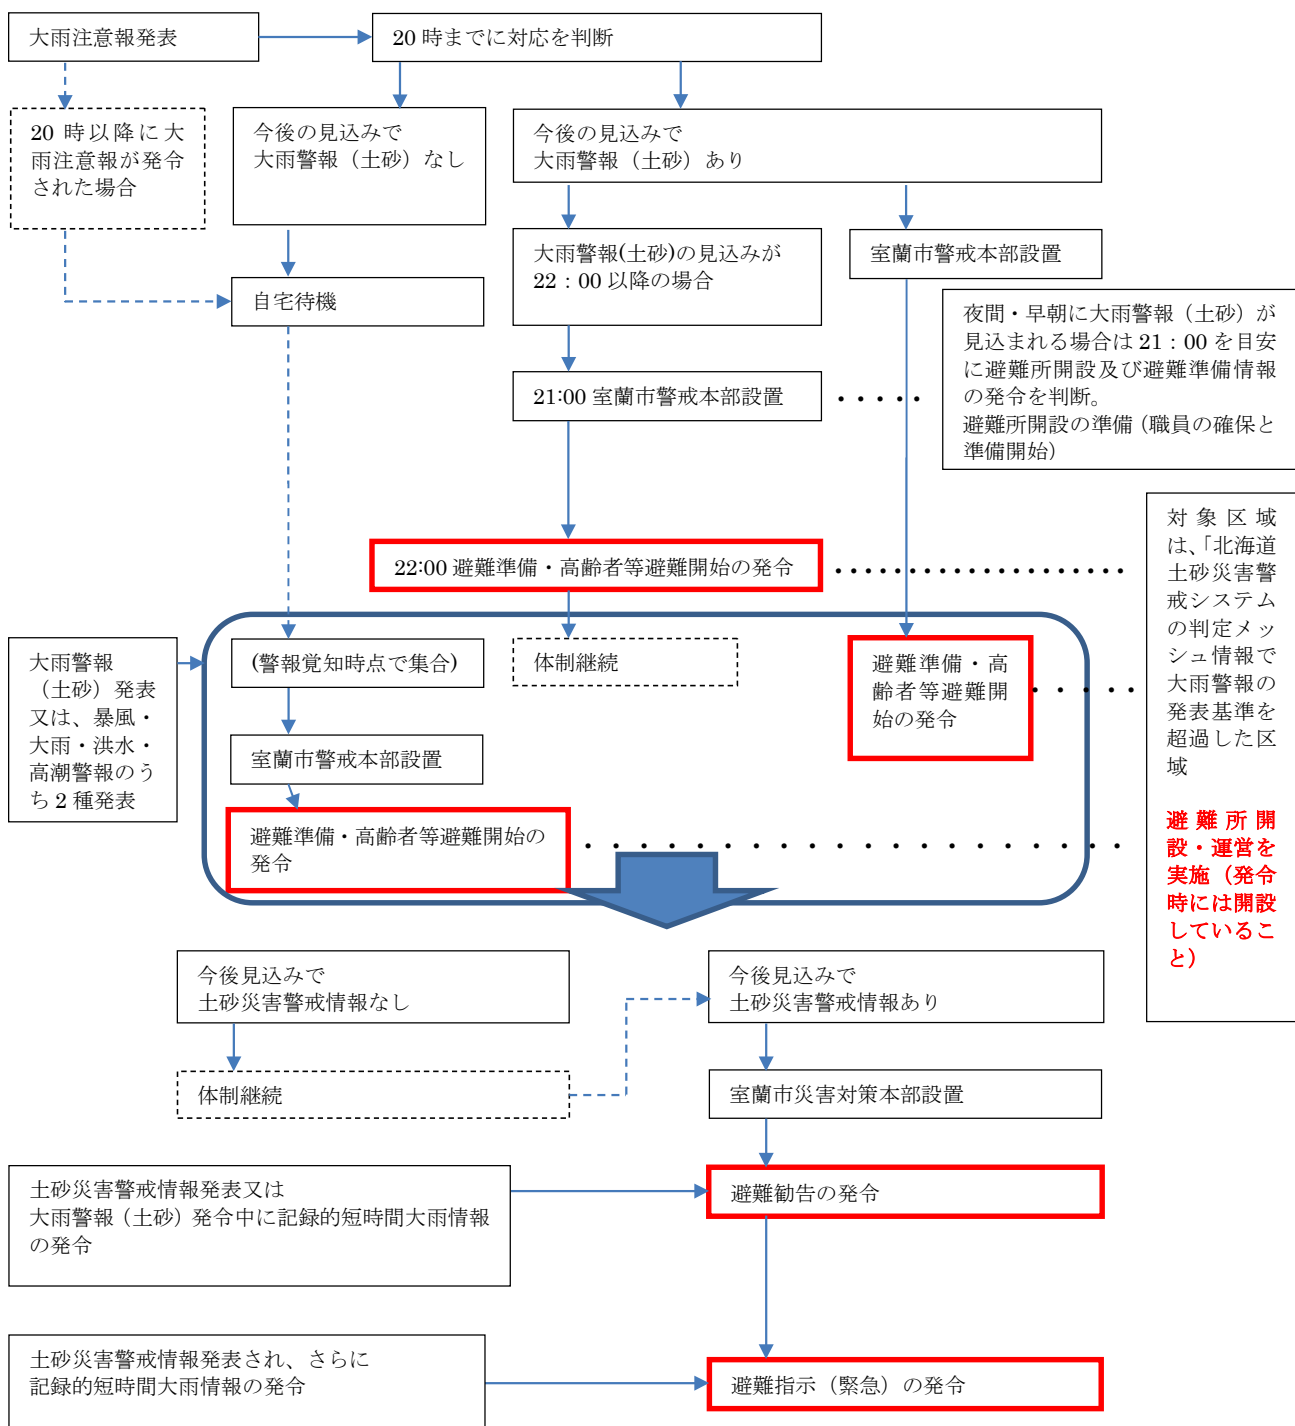 大雨注意報発表
20 時までに対応を判断
20 時以降に大
雨注意報が発令
された場合
今後の見込みで
大雨警報（土砂）なし
今後の見込みで
大雨警報（土砂）あり
大雨警報(土砂)の見込みが
22：00 以降の場合
室蘭市警戒本部設置
自宅待機
夜間・早朝に大雨警報（土砂）が
見込まれる場合は 21：00 を目安
に避難所開設及び避難準備情報
の発令を判断。
避難所開設の準備（職員の確保と
準備開始）
21:00 室蘭市警戒本部設置
対象区域
は、「北海道
土砂災害警
戒システム
の判定メッ
シュ情報で
大雨警報の
発表基準を
超過した区
域
避難所開
設・運営を
実施（発令
時には開設
しているこ
と）
22:00 避難準備・高齢者等避難開始の発令
大雨警報
（土砂）発表
又は、暴風・
大雨・洪水・
高潮警報のう
ち 2 種発表
(警報覚知時点で集合)
体制継続
避難準備・高
齢者等避難開
始の発令
室蘭市警戒本部設置
避難準備・高齢者等避難開始の
発令
今後見込みで
土砂災害警戒情報なし
今後見込みで
土砂災害警戒情報あり
体制継続
室蘭市災害対策本部設置
土砂災害警戒情報発表又は
大雨警報（土砂）発令中に記録的短時間大雨情報
の発令
避難勧告の発令
土砂災害警戒情報発表され、さらに
記録的短時間大雨情報の発令
避難指示（緊急）の発令